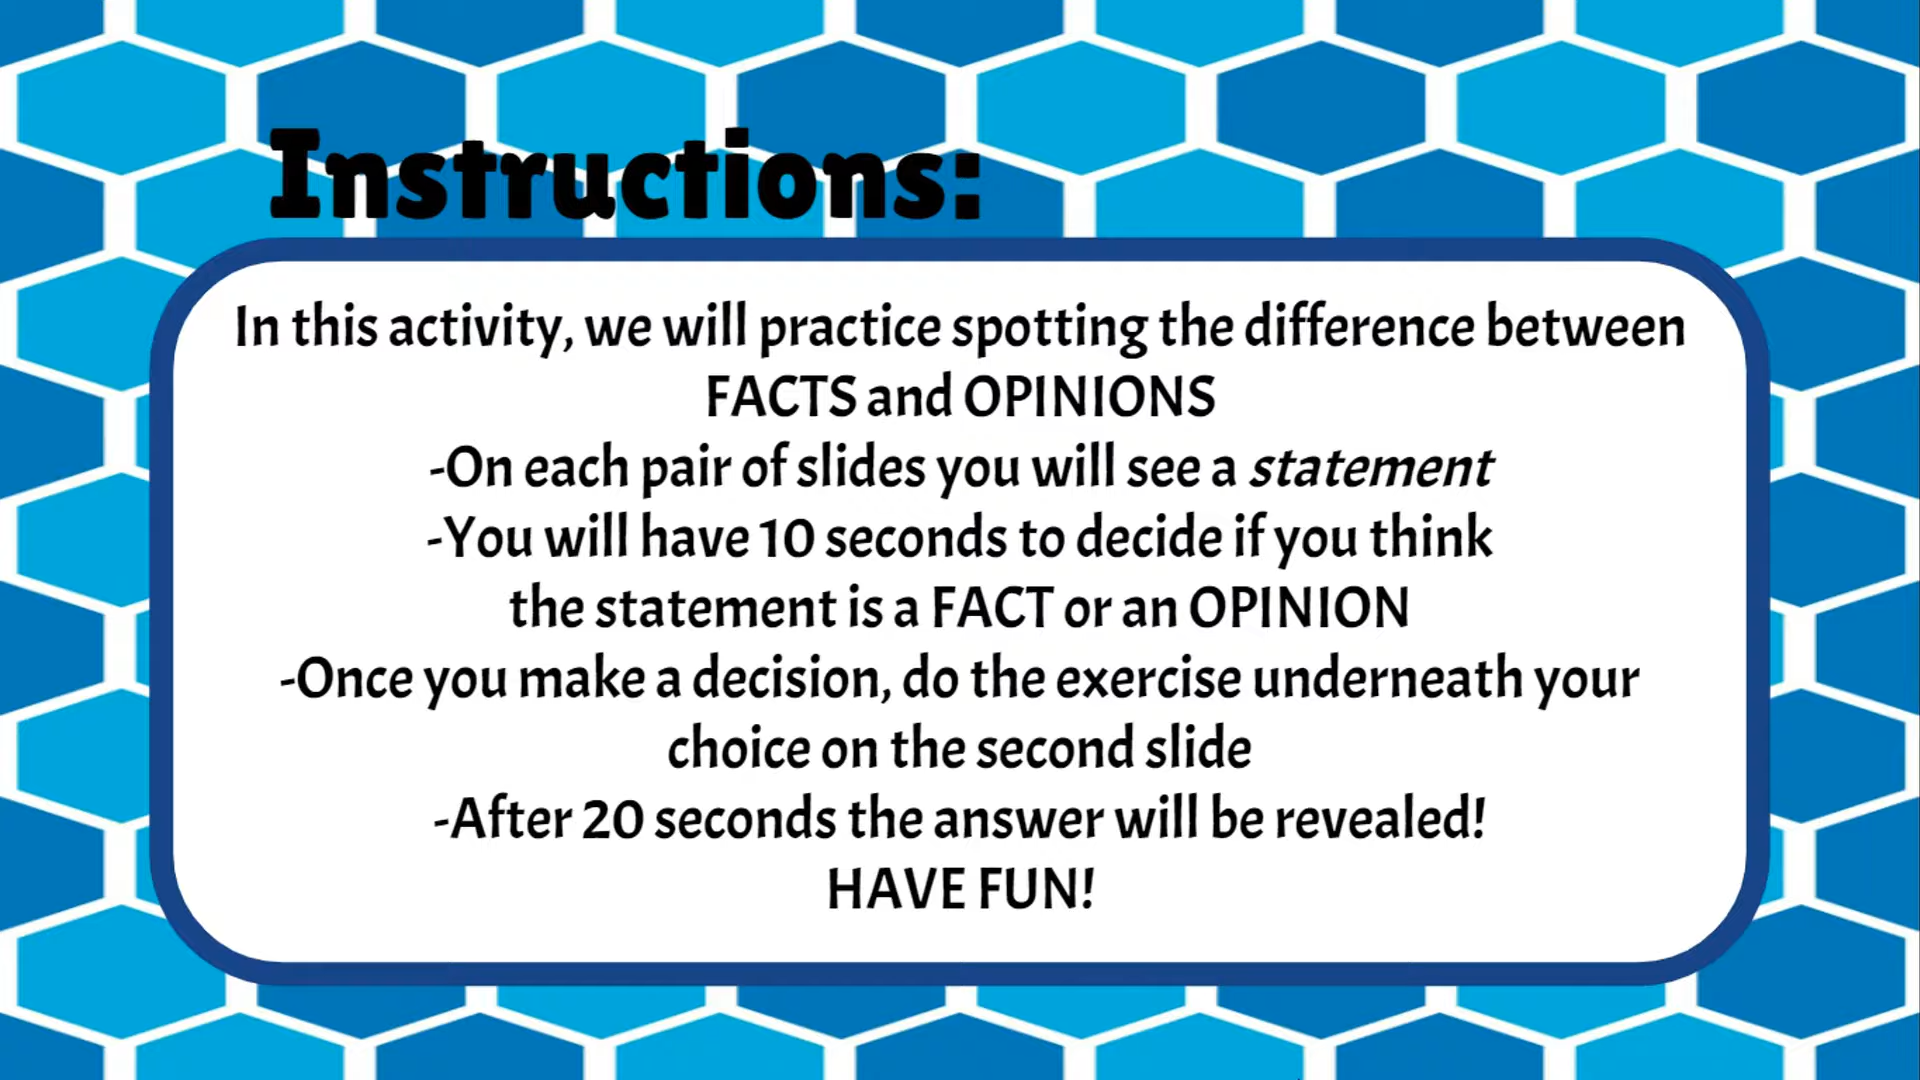 Instructions:
In this activity, we will practice spotting the difference between
FACTS and OPINIONS
-On each pair of slides you will see a statement
-You will have 10 seconds to decide if you think
the statement is a FACT or an OPINION
-Once you make a decision, do the exercise underneath your
choice on the second slide
-After 20 seconds the answer will be revealed!
HAVE FUN!